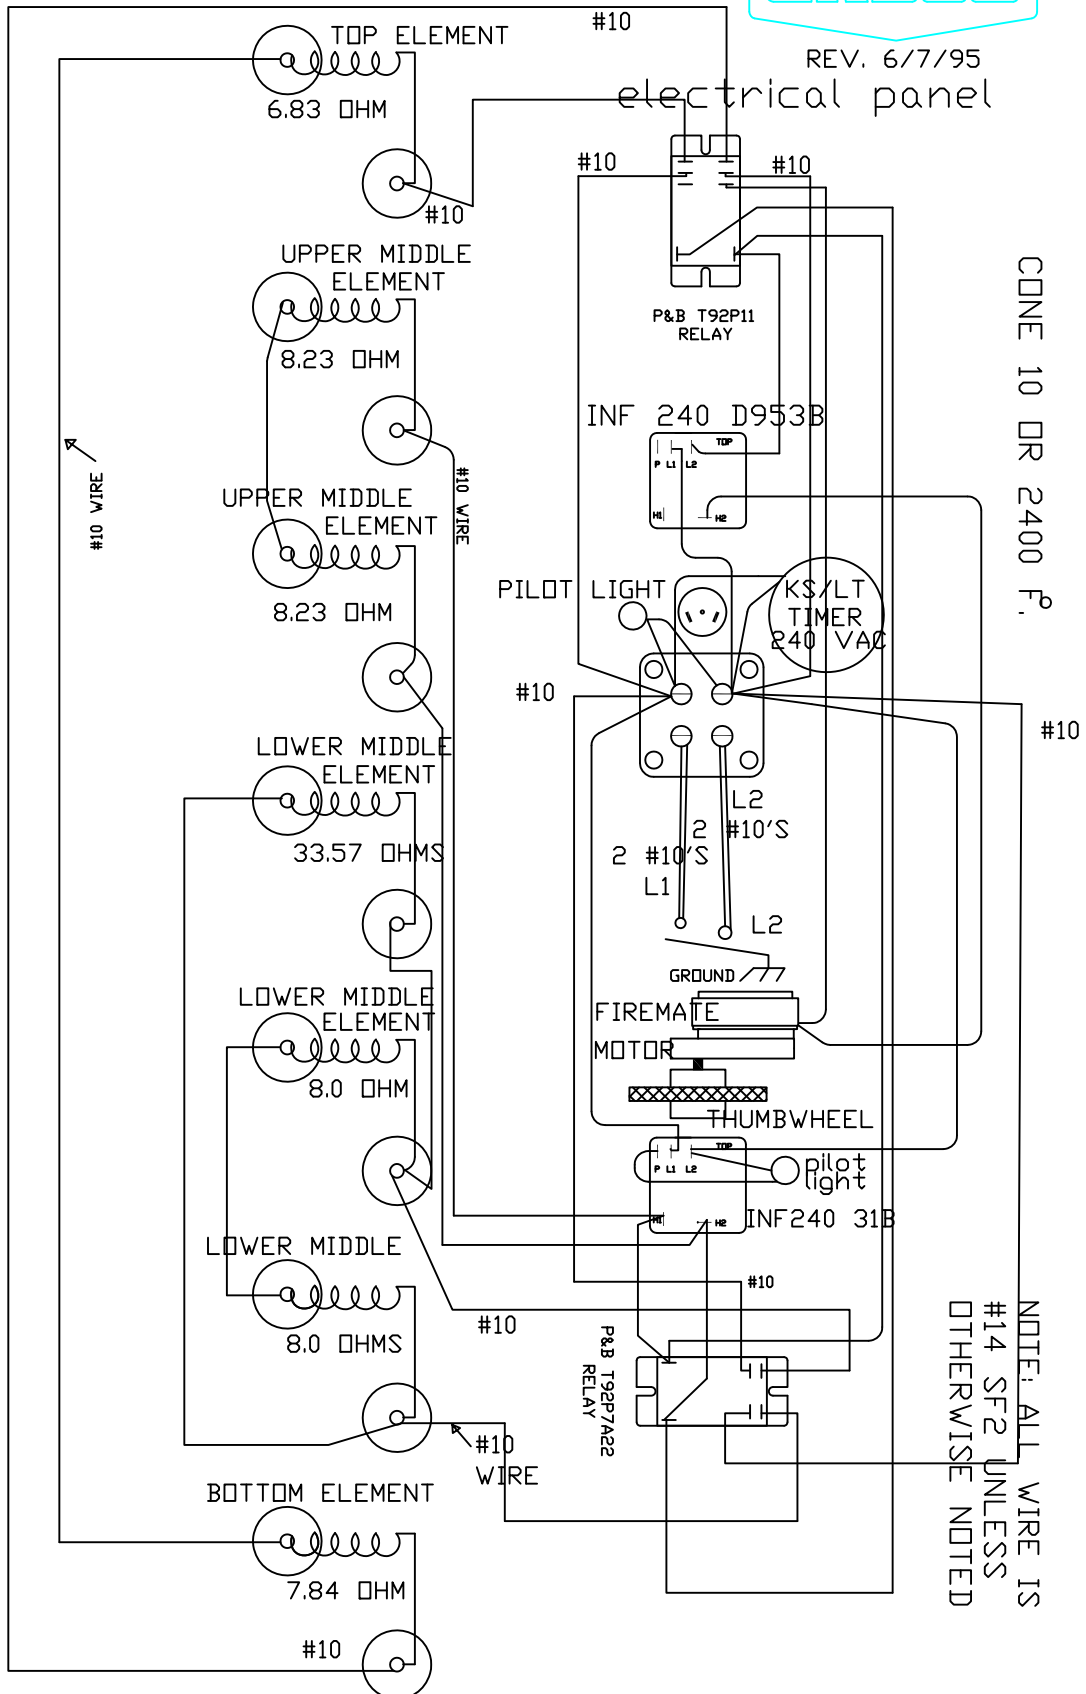 #10
TOP ELEMENT
REV. 6/7/95
6.83 OHM
electrical panel
#10
#10
#10
UPPER MIDDLE
ELEMENT
8.23 OHM
P&B T92P11
RELAY
CONE 10 OR 2400 F.°
INF 240 D953B
TOP
P L1 L2
H1 H2
#10 WIRE
#10 WIRE
UPPER MIDDLE
ELEMENT
8.23 OHM
PILOT LIGHT
KS/LT
TIMER
240 VAC
#10
#10
LOWER MIDDLE
ELEMENT
33.57 OHMS
L2
2 #10'S
2 #10'S
L1
L2
GROUND
LOWER MIDDLE
ELEMENT
8.0 OHM
FIREMATE
MOTOR
THUMBWHEEL
TOP
P L1 L2
pilot
light
H1 H2
INF240 31B
LOWER MIDDLE
8.0 OHMS
#10
#10
P&B T92P7A22
RELAY
NOTE: ALL WIRE IS
#14 SF2 UNLESS
OTHERWISE NOTED
#10
WIRE
BOTTOM ELEMENT
7.84 OHM
#10